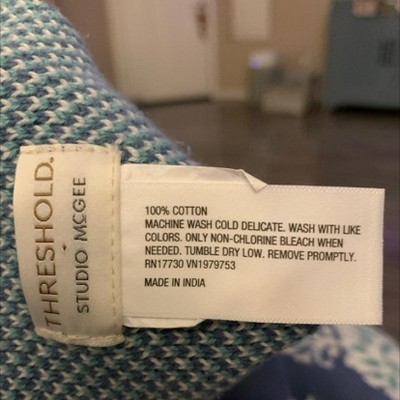 THRESHOLD.
STUDIO McGEE
100% COTTON
MACHINE WASH COLD DELICATE. WASH WITH LIKE
COLORS. ONLY NON-CHLORINE BLEACH WHEN
NEEDED. TUMBLE DRY LOW. REMOVE PROMPTLY.
RN17730 VN1979753
MADE IN INDIA